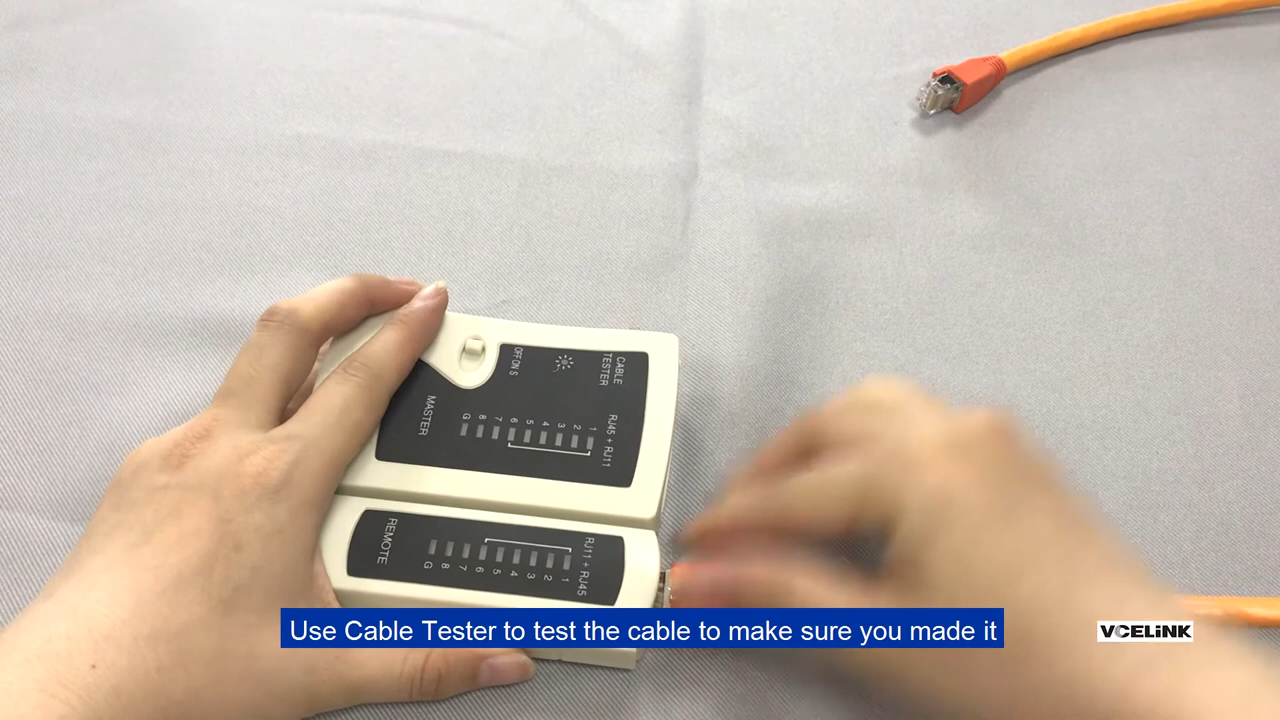 CABLE
TESTER
OFF ON S
RJ45 + RJ11
1 2 3 4 5 6 7 8 G
MASTER
RJ11 + RJ45
1 2 3 4 5 6 7 8 G
REMOTE
Use Cable Tester to test the cable to make sure you made it
VCELINK